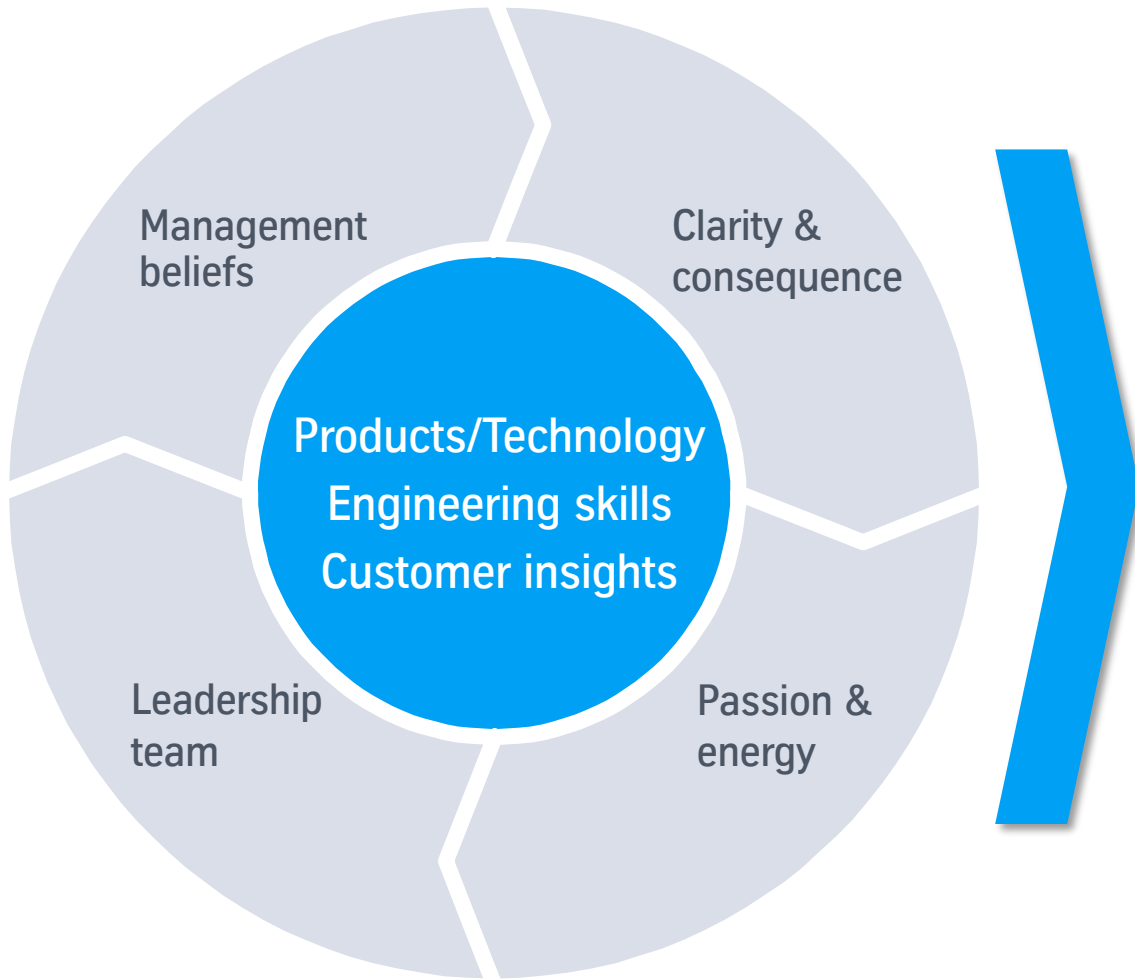 Management
beliefs
Clarity &
consequence
Products/Technology
Engineering skills
Customer insights
Leadership
team
Passion &
energy